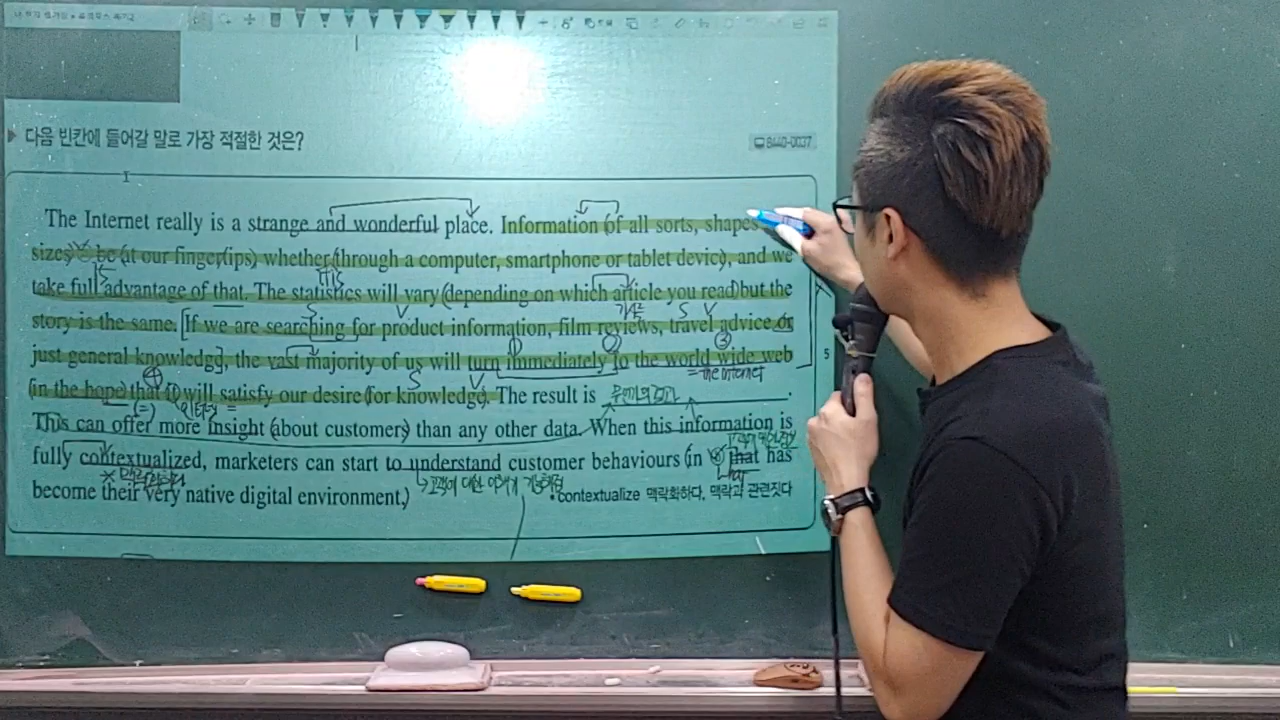 다음 빈칸에 들어갈 말로 가장 적절한 것은?
8440-0037
The Internet really is a strange and wonderful place. Information of all sorts, shapes
sizes be at our fingertips whether through a computer, smartphone or tablet device, and we
take full advantage of that. The statistics will vary depending on which article you read but the
story is the same. If we are searching for product information, film reviews, travel advice or
just general knowledge, the vast majority of us will turn immediately to the world wide web
= the internet
in the hope that it will satisfy our desire for knowledge. The result is
This can offer more insight about customers than any other data. When this information is
fully contextualized, marketers can start to understand customer behaviours in that has
what
become their very native digital environment.
* contextualize 맥락화하다, 맥락과 관련짓다
5